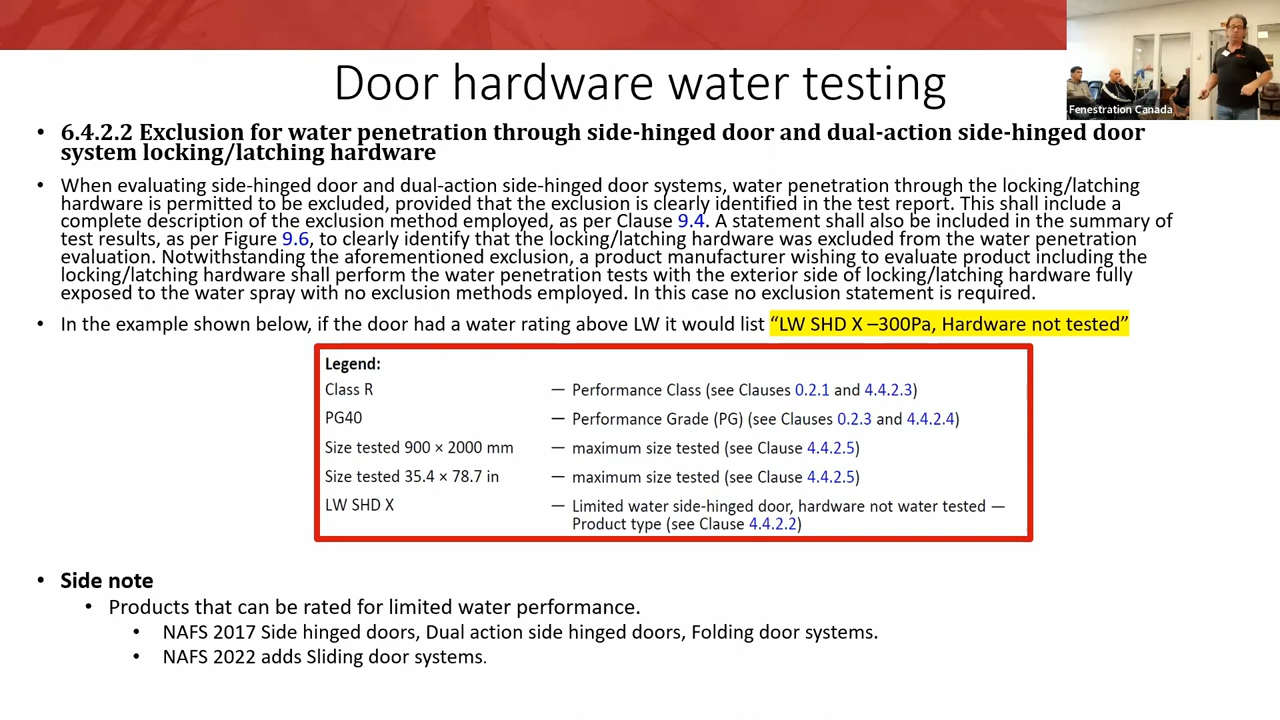 Fenestration Canada
Door hardware water testing
• 6.4.2.2 Exclusion for water penetration through side-hinged door and dual-action side-hinged door
system locking/latching hardware
• When evaluating side-hinged door and dual-action side-hinged door systems, water penetration through the locking/latching
hardware is permitted to be excluded, provided that the exclusion is clearly identified in the test report. This shall include a
complete description of the exclusion method employed, as per Clause 9.4. A statement shall also be included in the summary of
test results, as per Figure 9.6, to clearly identify that the locking/latching hardware was excluded from the water penetration
evaluation. Notwithstanding the aforementioned exclusion, a product manufacturer wishing to evaluate product including the
locking/latching hardware shall perform the water penetration tests with the exterior side of locking/latching hardware fully
exposed to the water spray with no exclusion methods employed. In this case no exclusion statement is required.
• In the example shown below, if the door had a water rating above LW it would list “LW SHD X –300Pa, Hardware not tested”
Legend:
Class R — Performance Class (see Clauses 0.2.1 and 4.4.2.3)
PG40 — Performance Grade (PG) (see Clauses 0.2.3 and 4.4.2.4)
Size tested 900 × 2000 mm — maximum size tested (see Clause 4.4.2.5)
Size tested 35.4 × 78.7 in — maximum size tested (see Clause 4.4.2.5)
LW SHD X — Limited water side-hinged door, hardware not water tested —
Product type (see Clause 4.4.2.2)
• Side note
• Products that can be rated for limited water performance.
• NAFS 2017 Side hinged doors, Dual action side hinged doors, Folding door systems.
• NAFS 2022 adds Sliding door systems.